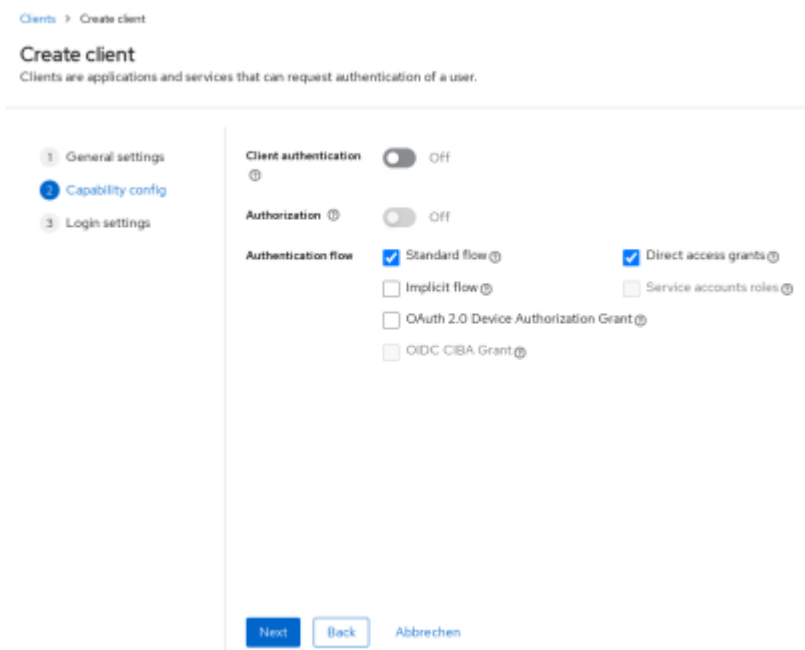 Clients > Create client
Create client
Clients are applications and services that can request authentication of a user.
1 General settings
2 Capability config
3 Login settings
Client authentication
Off
Authorization
Off
Authentication flow
Standard flow
Direct access grants
Implicit flow
Service accounts roles
OAuth 2.0 Device Authorization Grant
OIDC CIBA Grant
Next
Back
Abbrechen